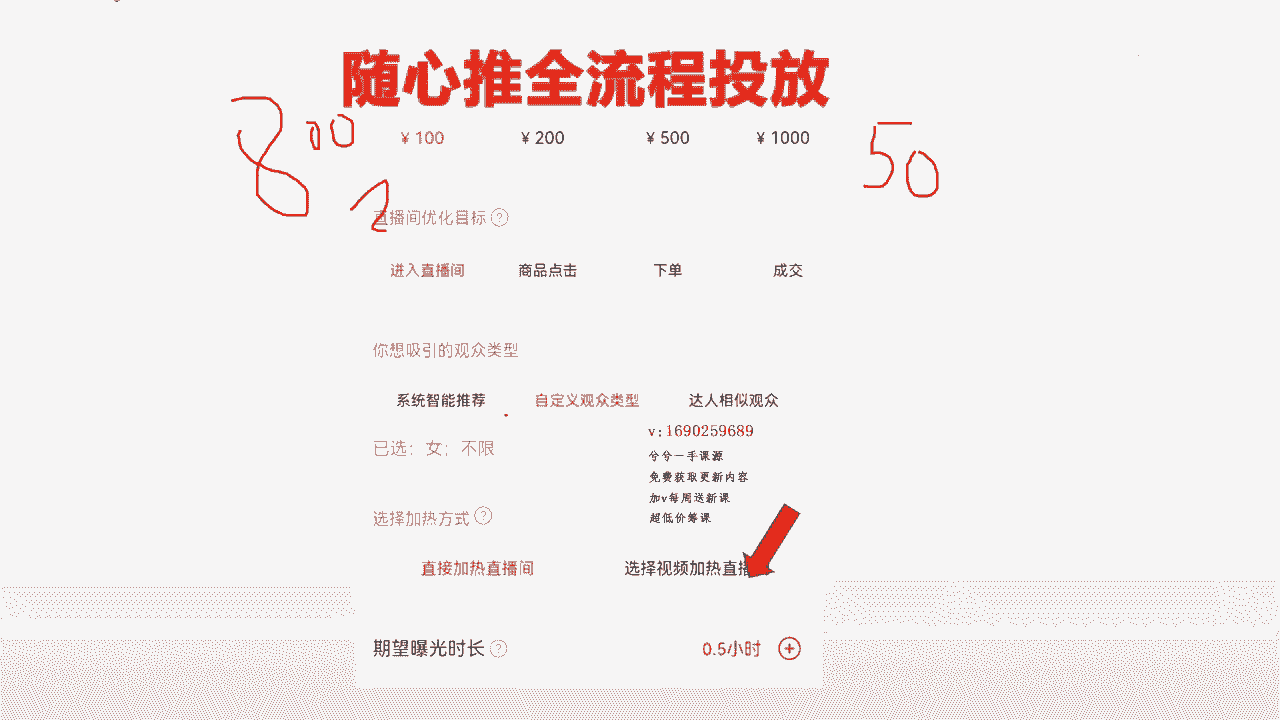 随心推全流程投放
800
¥ 100 ¥ 200 ¥ 500 ¥ 1000
50
2
直播间优化目标 ?
进入直播间 商品点击 下单 成交
你想吸引的观众类型
系统智能推荐 自定义观众类型 达人相似观众
v:1690259689
已选：女；不限
兮兮一手课源
免费获取更新内容
加v每周送新课
超低价筹课
选择加热方式 ?
直接加热直播间 选择视频加热直播
期望曝光时长 ? 0.5小时 +